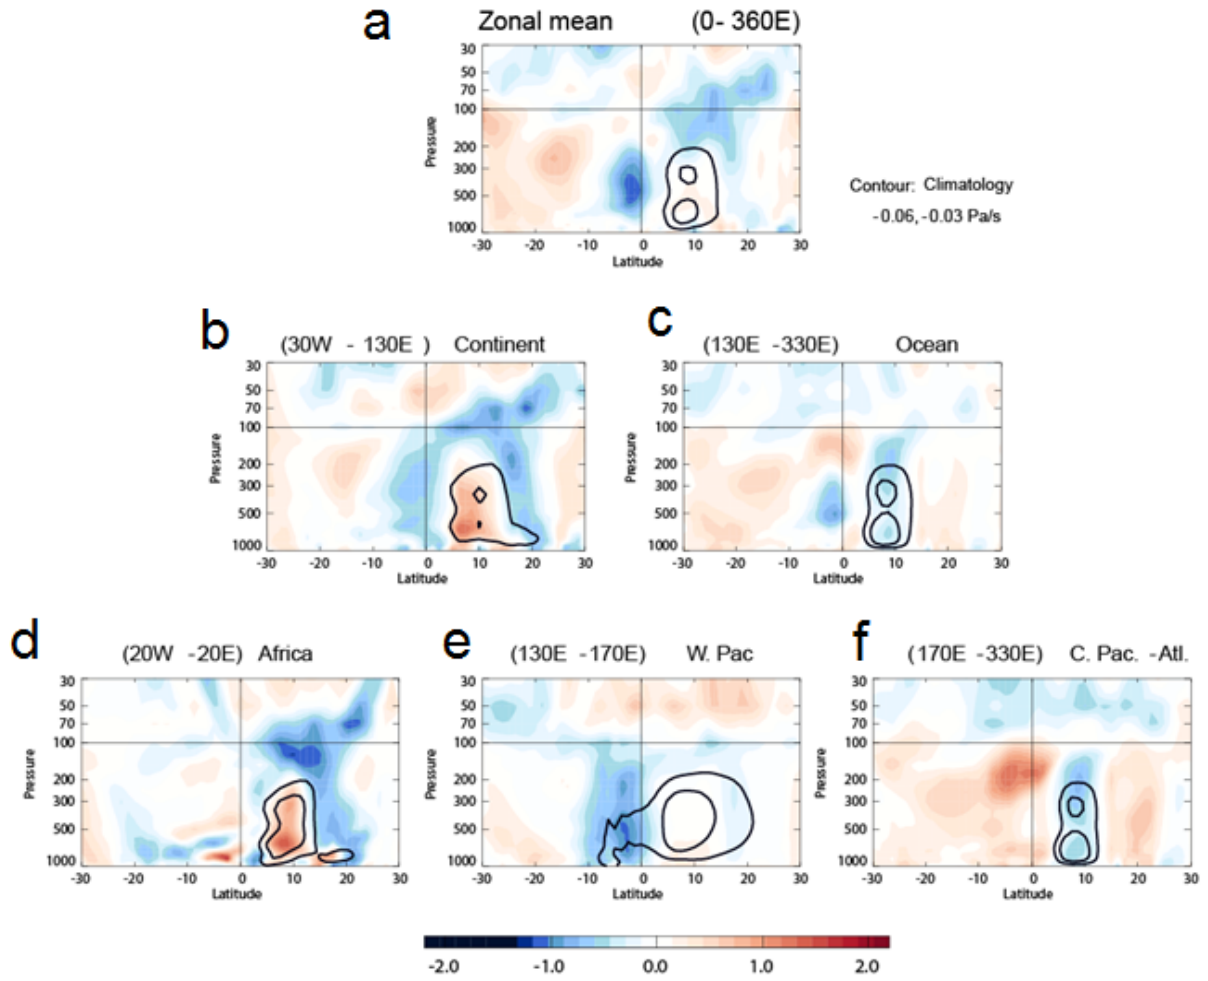 a Zonal mean (0- 360E)
30
50
70
100
200
300
500
1000
Pressure
-30 -20 -10 0 10 20 30
Latitude
Contour: Climatology
-0.06, -0.03 Pa/s
b (30W - 130E ) Continent
30
50
70
100
200
300
500
1000
Pressure
-30 -20 -10 0 10 20 30
Latitude
c (130E -330E) Ocean
30
50
70
100
200
300
500
1000
Pressure
-30 -20 -10 0 10 20 30
Latitude
d (20W -20E) Africa
30
50
70
100
200
300
500
1000
Pressure
-30 -20 -10 0 10 20 30
Latitude
e (130E -170E) W. Pac
30
50
70
100
200
300
500
1000
Pressure
-30 -20 -10 0 10 20 30
Latitude
f (170E -330E) C. Pac. -Atl.
30
50
70
100
200
300
500
1000
Pressure
-30 -20 -10 0 10 20 30
Latitude
-2.0 -1.0 0.0 1.0 2.0